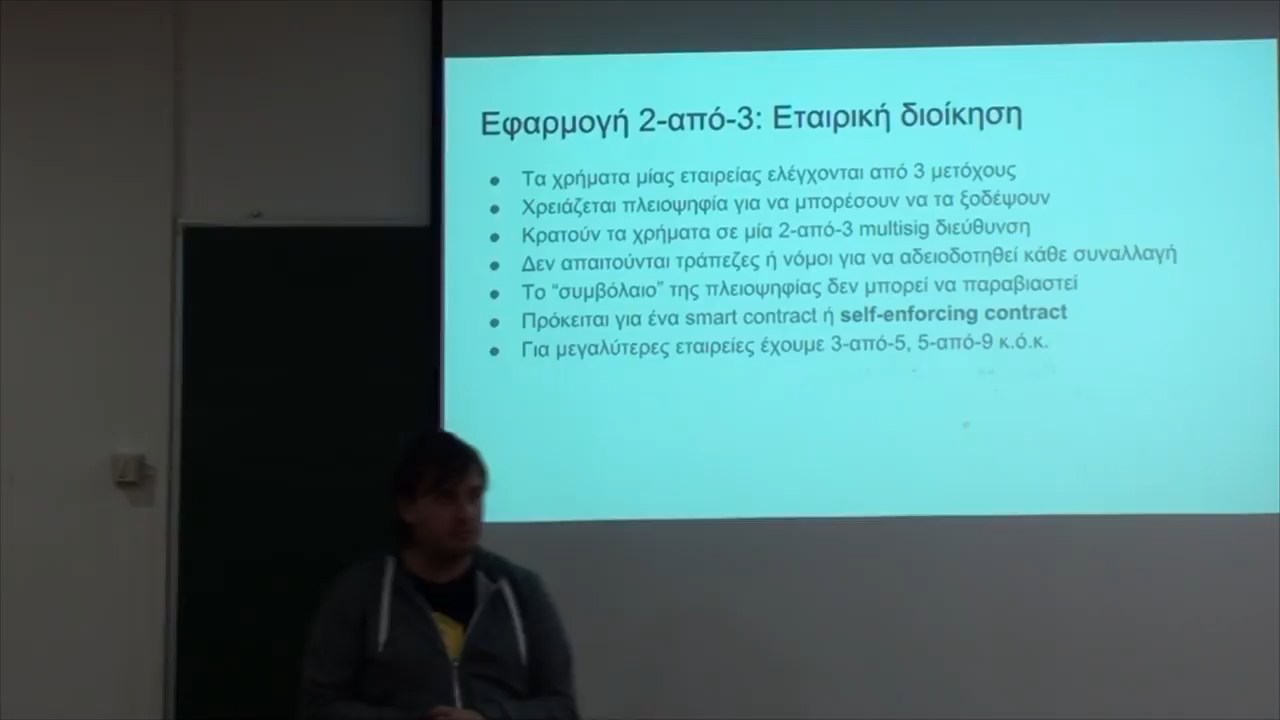 Εφαρμογή 2-από-3: Εταιρική διοίκηση
● Τα χρήματα μίας εταιρείας ελέγχονται από 3 μετόχους
● Χρειάζεται πλειοψηφία για να μπορέσουν να τα ξοδέψουν
● Κρατούν τα χρήματα σε μία 2-από-3 multisig διεύθυνση
● Δεν απαιτούνται τράπεζες ή νόμοι για να αδειοδοτηθεί κάθε συναλλαγή
● Το “συμβόλαιο” της πλειοψηφίας δεν μπορεί να παραβιαστεί
● Πρόκειται για ένα smart contract ή self-enforcing contract
● Για μεγαλύτερες εταιρείες έχουμε 3-από-5, 5-από-9 κ.ό.κ.